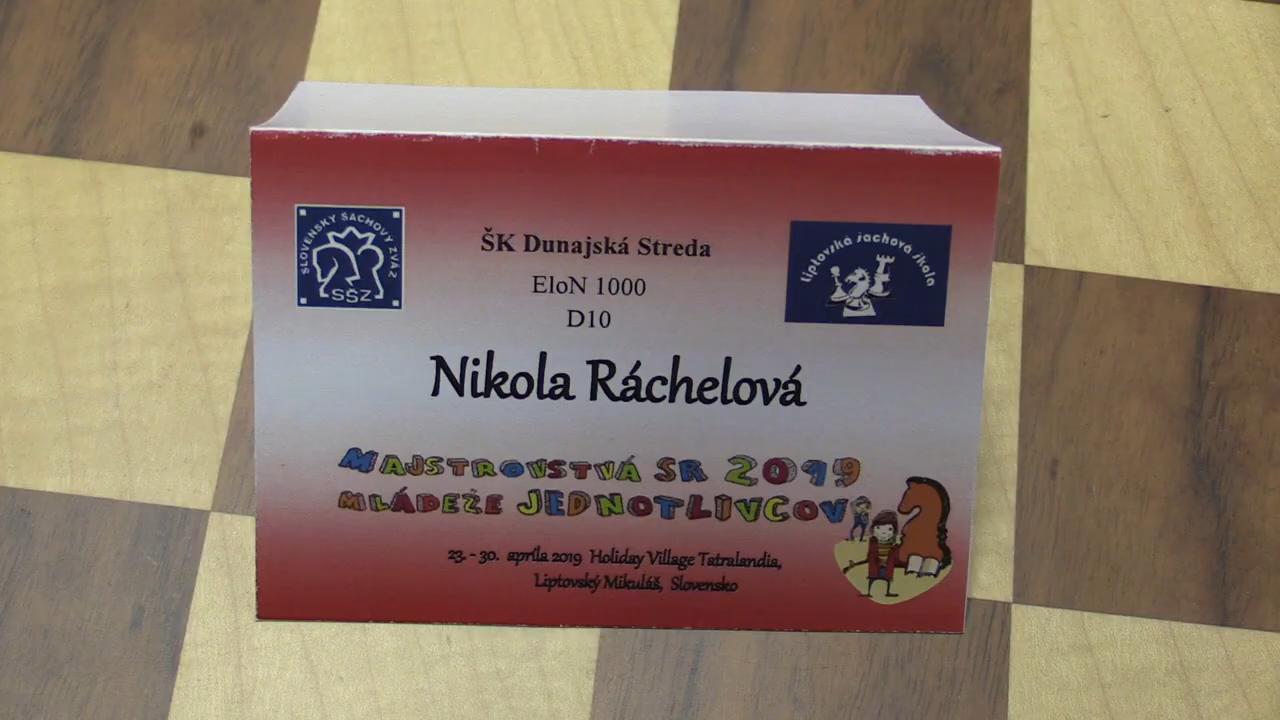 SLOVENSKÝ ŠACHOVÝ ZVÄZ
SŠZ
ŠK Dunajská Streda
EloN 1000
D10
Liptovská šachová škola
Nikola Ráchelová
MAJSTROVSTVÁ SR 2019
MLÁDEŽE JEDNOTLIVCOV
23. - 30. apríla 2019 Holiday Village Tatralandia,
Liptovský Mikuláš, Slovensko